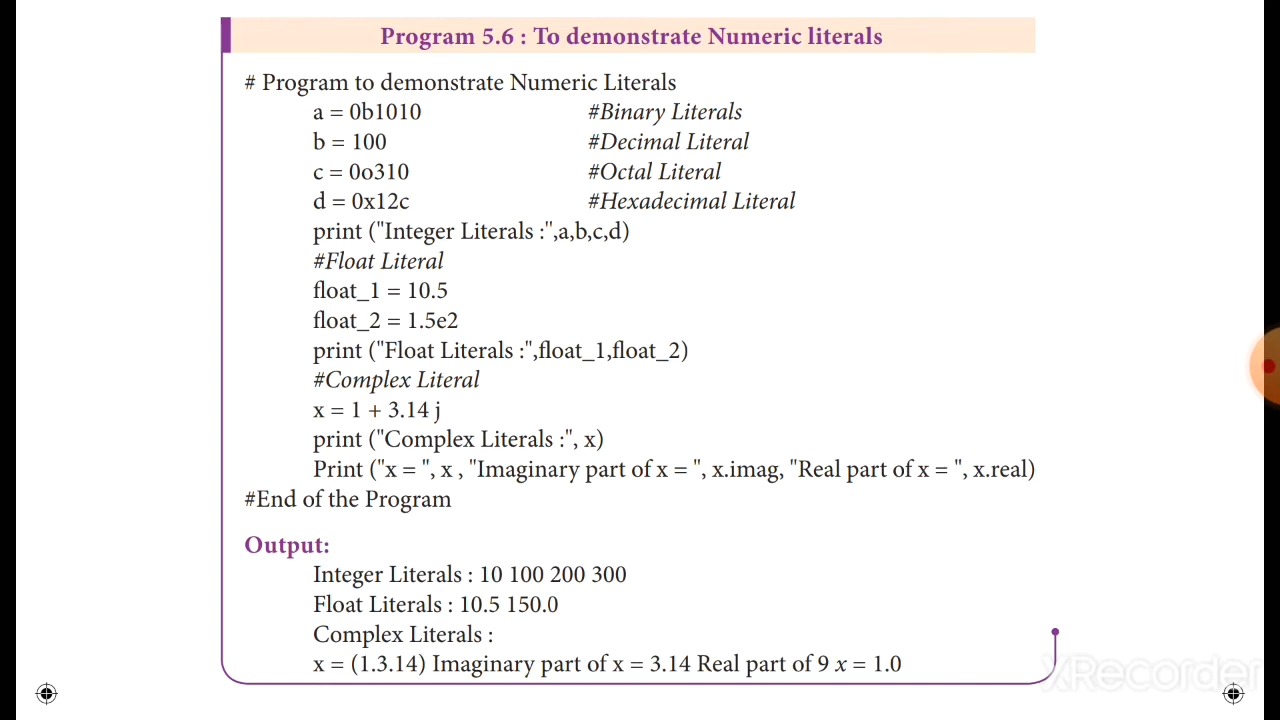 Program 5.6 : To demonstrate Numeric literals
# Program to demonstrate Numeric Literals
a = 0b1010 #Binary Literals
b = 100 #Decimal Literal
c = 0o310 #Octal Literal
d = 0x12c #Hexadecimal Literal
print ("Integer Literals :",a,b,c,d)
#Float Literal
float_1 = 10.5
float_2 = 1.5e2
print ("Float Literals :",float_1,float_2)
#Complex Literal
x = 1 + 3.14 j
print ("Complex Literals :", x)
Print ("x = ", x , "Imaginary part of x = ", x.imag, "Real part of x = ", x.real)
#End of the Program
Output:
Integer Literals : 10 100 200 300
Float Literals : 10.5 150.0
Complex Literals :
x = (1.3.14) Imaginary part of x = 3.14 Real part of 9 x = 1.0
XRecorder